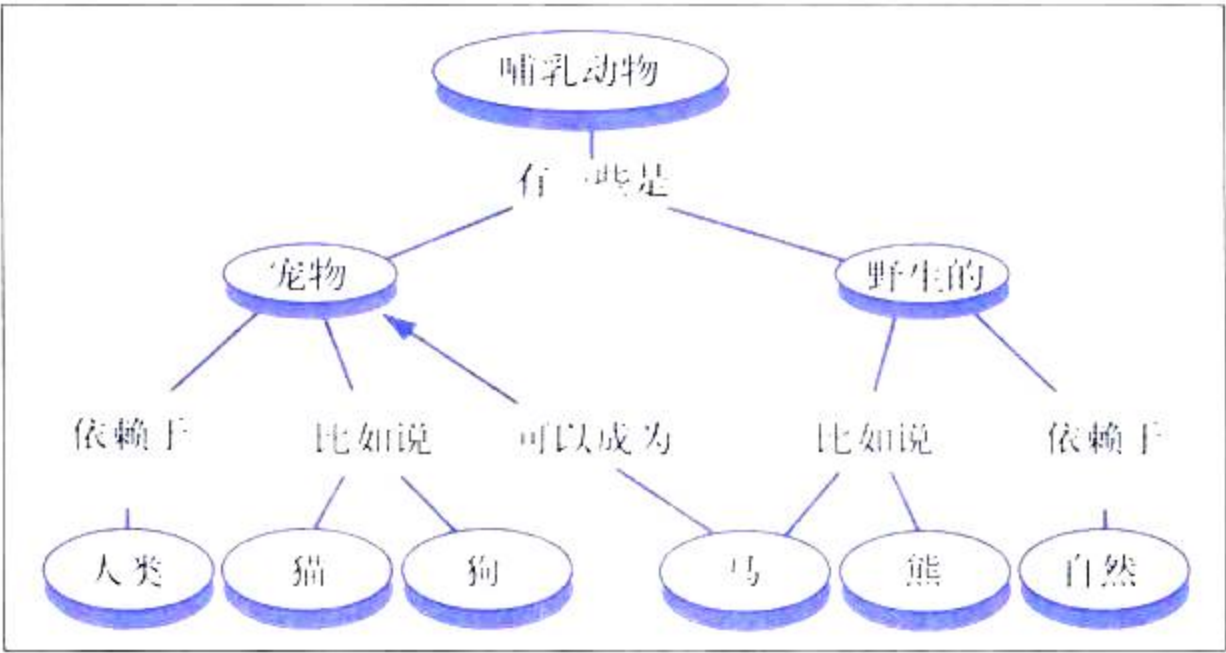 哺乳动物
有一些是
宠物 野生的
依赖于 比如说 可以成为 比如说 依赖于
人类 猫 狗 马 熊 自然